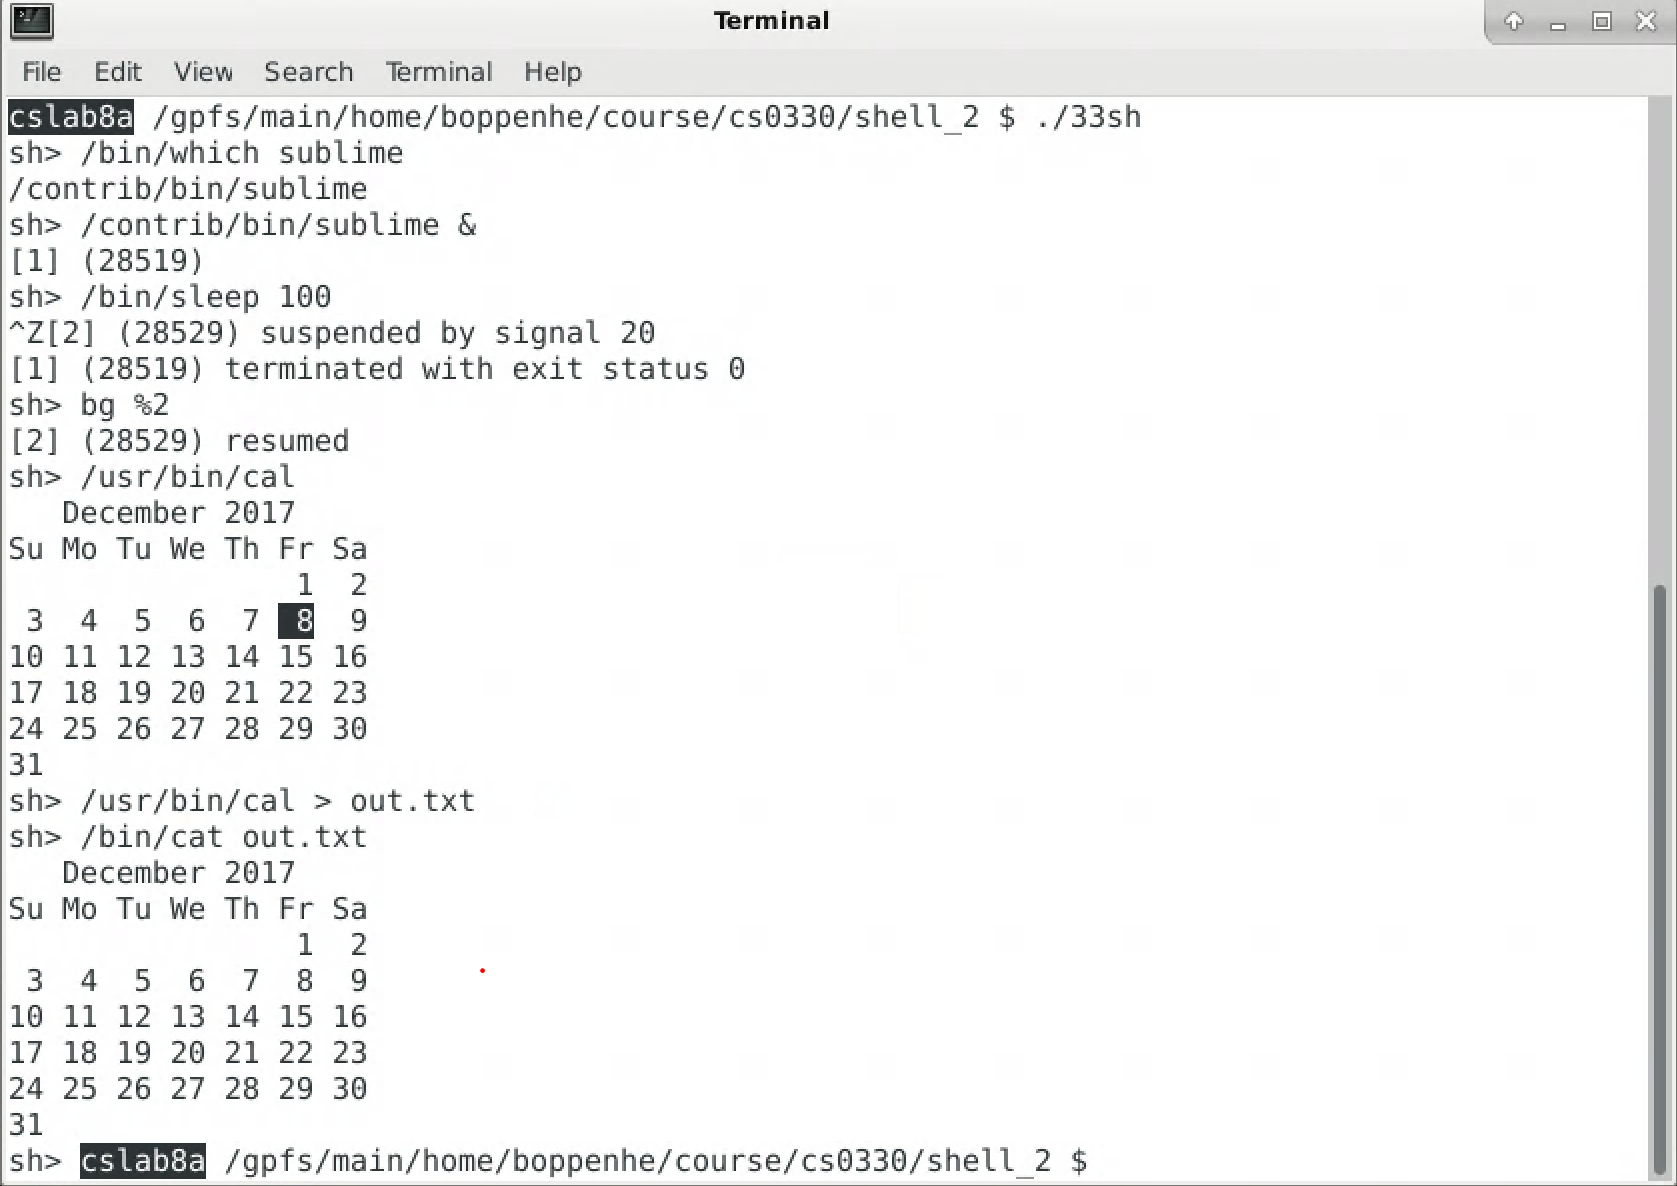 Terminal
File Edit View Search Terminal Help
cslab8a /gpfs/main/home/boppenhe/course/cs0330/shell_2 $ ./33sh
sh> /bin/which sublime
/contrib/bin/sublime
sh> /contrib/bin/sublime &
[1] (28519)
sh> /bin/sleep 100
^Z[2] (28529) suspended by signal 20
[1] (28519) terminated with exit status 0
sh> bg %2
[2] (28529) resumed
sh> /usr/bin/cal
   December 2017
Su Mo Tu We Th Fr Sa
                1  2
 3  4  5  6  7  8  9
10 11 12 13 14 15 16
17 18 19 20 21 22 23
24 25 26 27 28 29 30
31
sh> /usr/bin/cal > out.txt
sh> /bin/cat out.txt
   December 2017
Su Mo Tu We Th Fr Sa
                1  2
 3  4  5  6  7  8  9
10 11 12 13 14 15 16
17 18 19 20 21 22 23
24 25 26 27 28 29 30
31
sh> cslab8a /gpfs/main/home/boppenhe/course/cs0330/shell_2 $